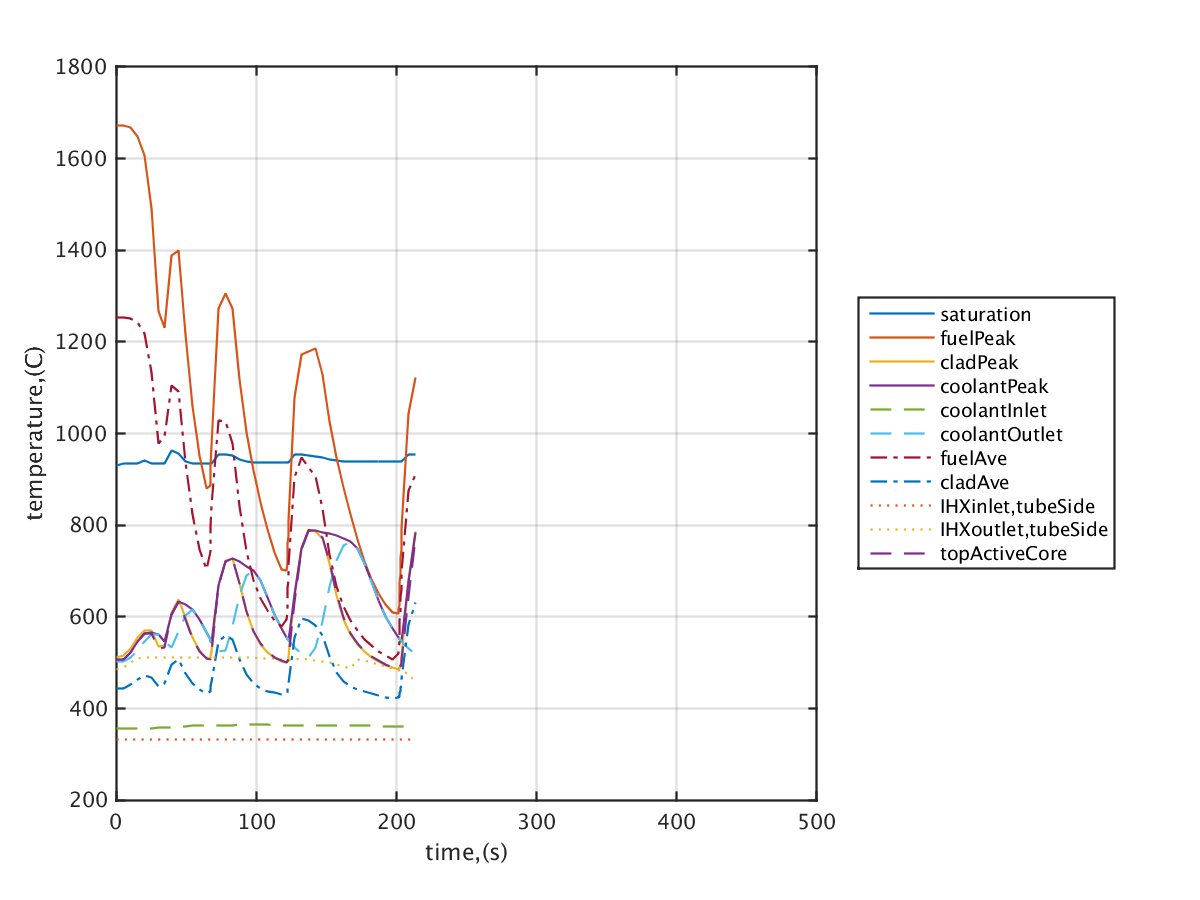 1800
1600
1400
1200
1000
800
600
400
200
temperature,(C)
0 100 200 300 400 500
time,(s)
saturation
fuelPeak
cladPeak
coolantPeak
coolantInlet
coolantOutlet
fuelAve
cladAve
IHXinlet,tubeSide
IHXoutlet,tubeSide
topActiveCore